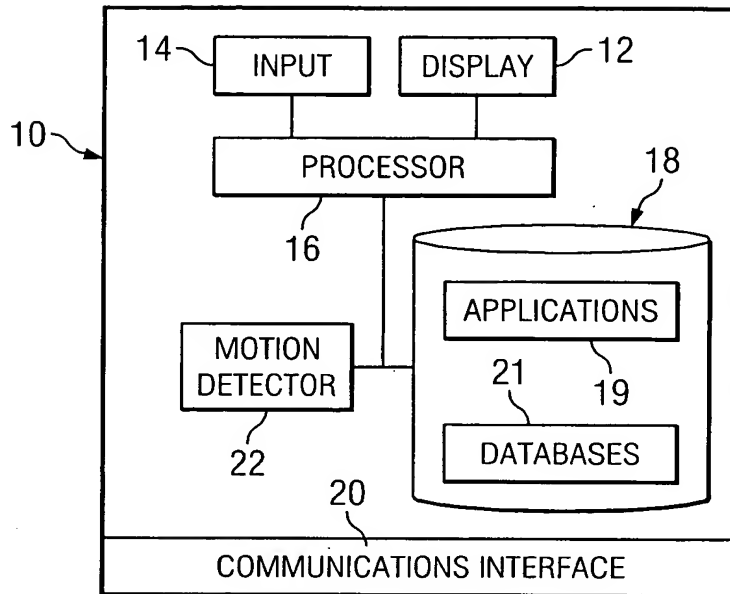 14 INPUT DISPLAY 12
10
PROCESSOR
16
18
APPLICATIONS
19
MOTION
DETECTOR
22
21
DATABASES
20
COMMUNICATIONS INTERFACE